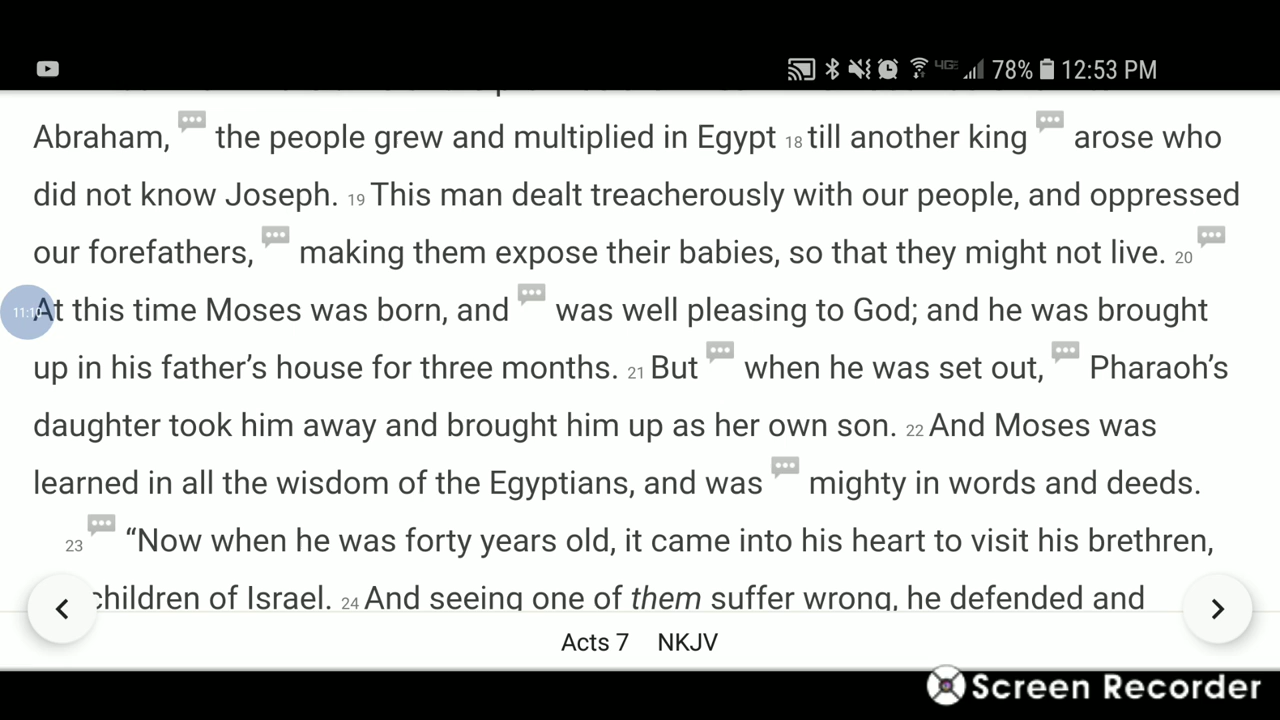 4GE 78% 12:53 PM
Abraham, the people grew and multiplied in Egypt 18 till another king arose who
did not know Joseph. 19 This man dealt treacherously with our people, and oppressed
our forefathers, making them expose their babies, so that they might not live. 20
At this time Moses was born, and was well pleasing to God; and he was brought
11:10
up in his father’s house for three months. 21 But when he was set out, Pharaoh’s
daughter took him away and brought him up as her own son. 22 And Moses was
learned in all the wisdom of the Egyptians, and was mighty in words and deeds.
23 “Now when he was forty years old, it came into his heart to visit his brethren,
children of Israel. 24 And seeing one of them suffer wrong, he defended and
Acts 7 NKJV
Screen Recorder